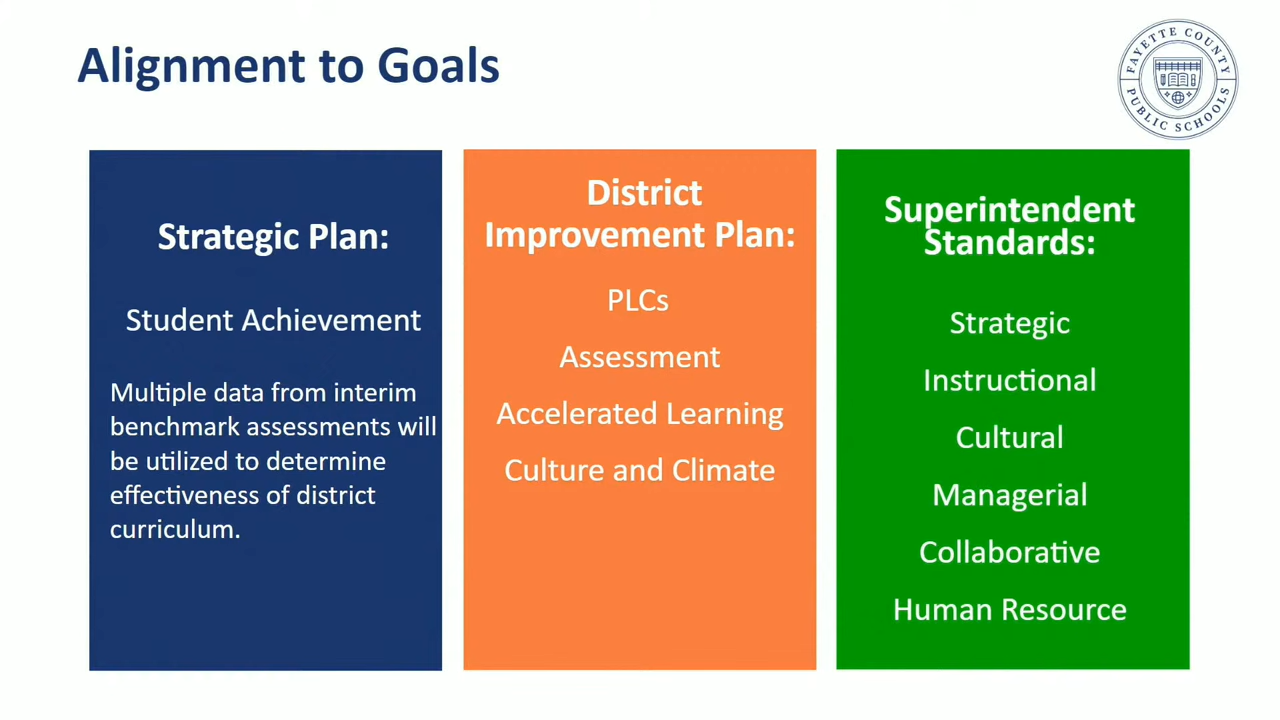 Alignment to Goals
FAYETTE COUNTY
PUBLIC SCHOOLS
Strategic Plan:
Student Achievement
Multiple data from interim
benchmark assessments will
be utilized to determine
effectiveness of district
curriculum.
District
Improvement Plan:
PLCs
Assessment
Accelerated Learning
Culture and Climate
Superintendent
Standards:
Strategic
Instructional
Cultural
Managerial
Collaborative
Human Resource